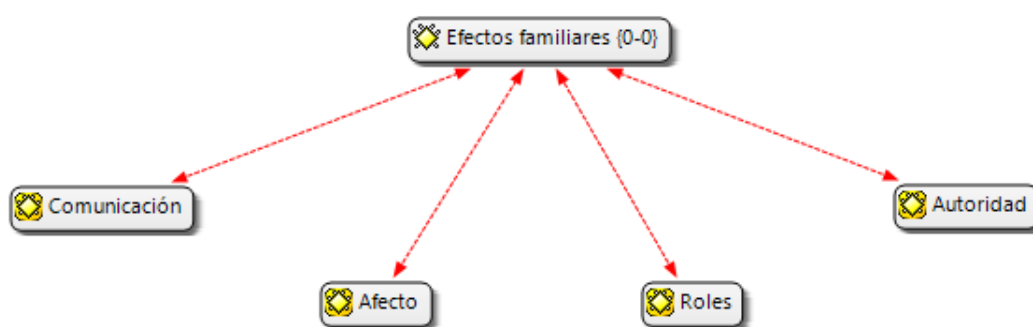 Efectos familiares {0-0}
Comunicación
Autoridad
Afecto
Roles